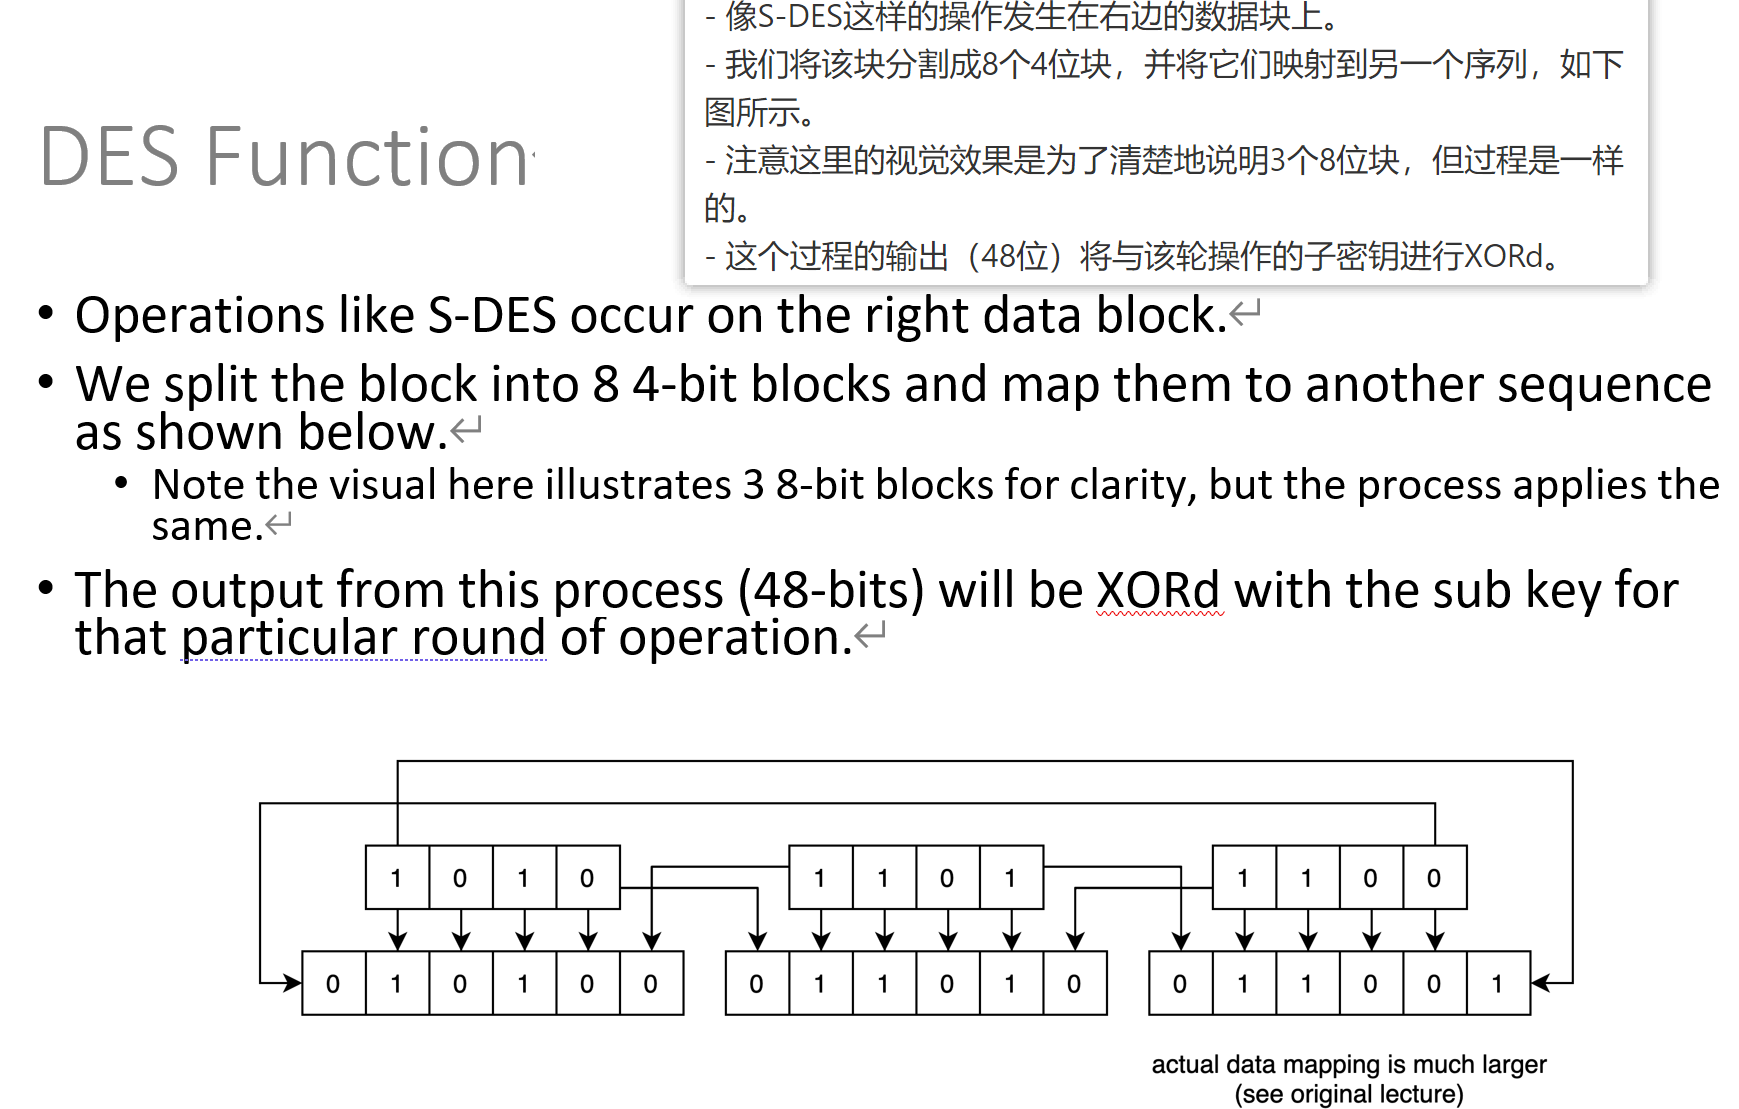 - 像S-DES这样的操作发生在右边的数据块上。
- 我们将该块分割成8个4位块，并将它们映射到另一个序列，如下
图所示。
- 注意这里的视觉效果是为了清楚地说明3个8位块，但过程是一样
的。
- 这个过程的输出（48位）将与该轮操作的子密钥进行XORd。
DES Function
• Operations like S-DES occur on the right data block.↵
• We split the block into 8 4-bit blocks and map them to another sequence
as shown below.↵
• Note the visual here illustrates 3 8-bit blocks for clarity, but the process applies the
same.↵
• The output from this process (48-bits) will be XORd with the sub key for
that particular round of operation.↵
1 0 1 0 1 1 0 1 1 1 0 0
0 1 0 1 0 0 0 1 1 0 1 0 0 1 1 0 0 1
actual data mapping is much larger
(see original lecture)